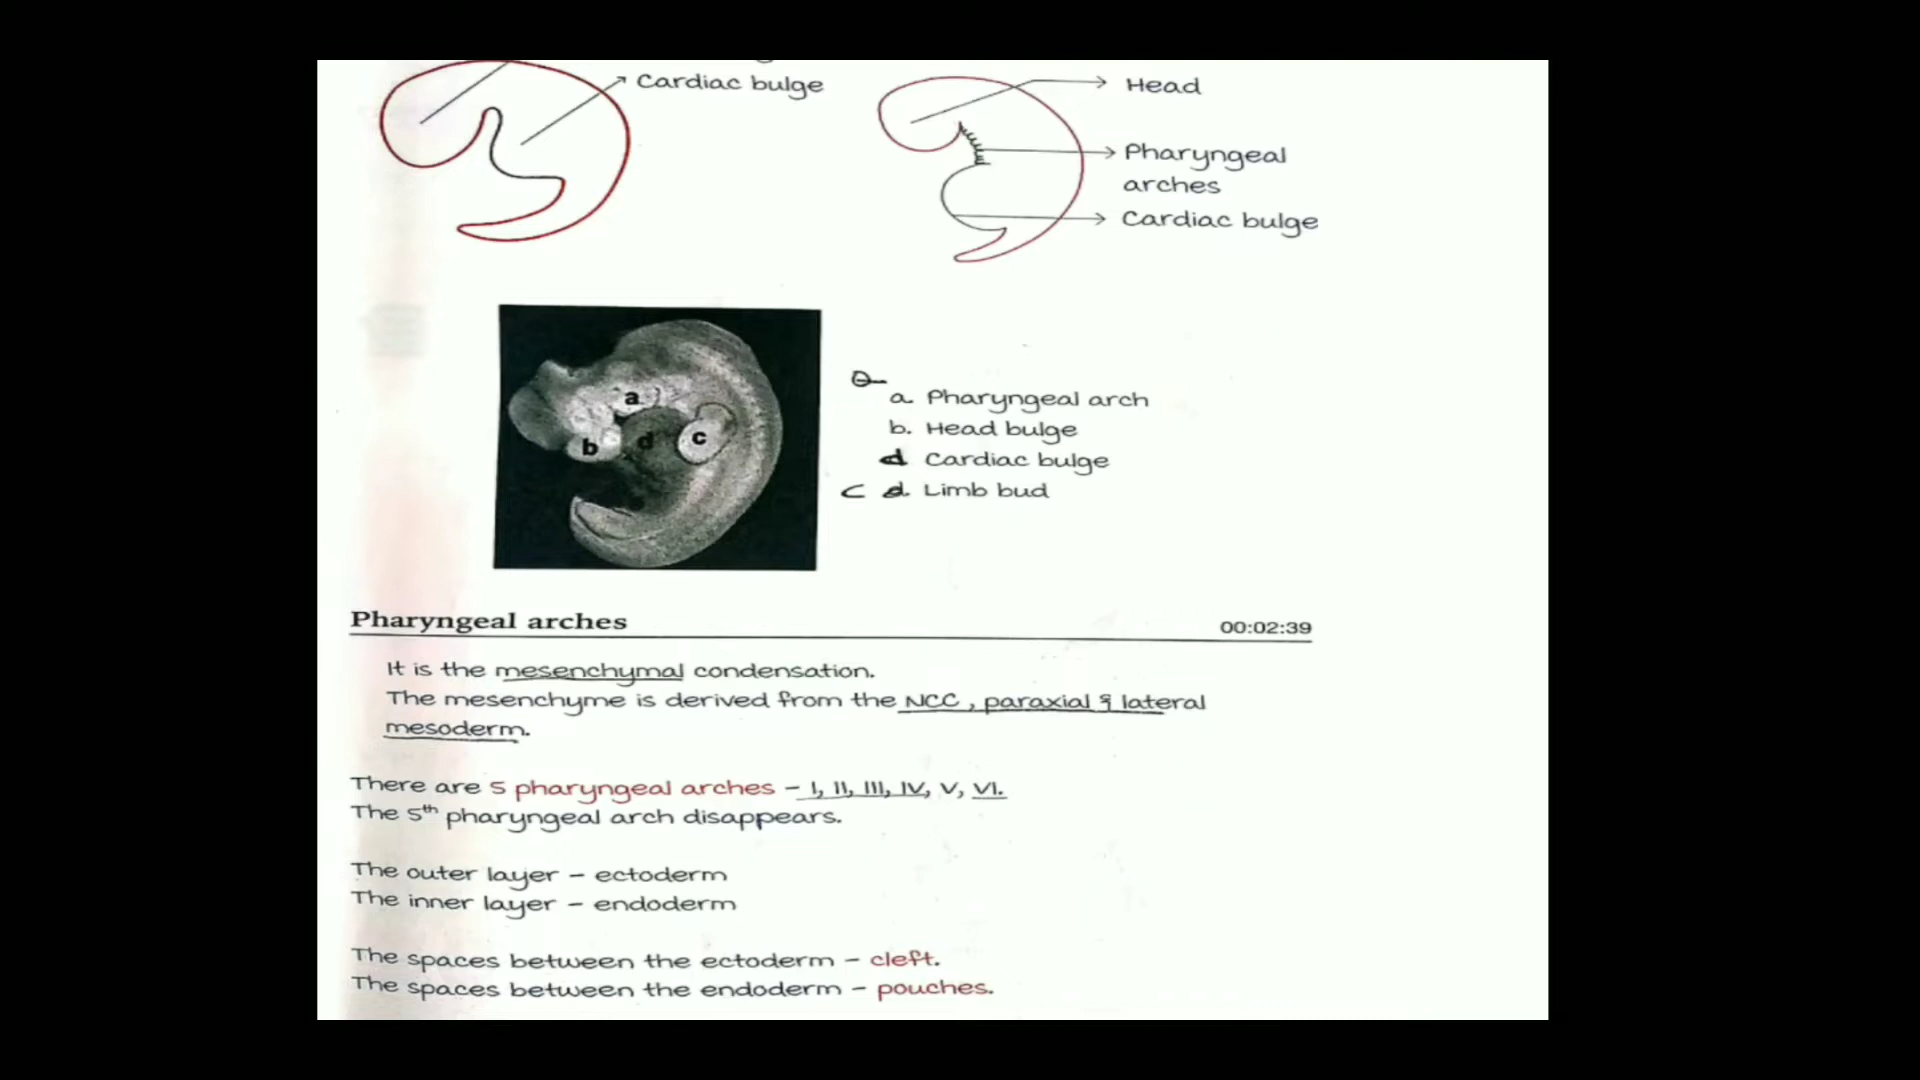 Cardiac bulge
Head
Pharyngeal
arches
Cardiac bulge
a
b
d
c
a. Pharyngeal arch
b. Head bulge
d Cardiac bulge
c d. Limb bud
Pharyngeal arches 00:02:39
It is the mesenchymal condensation.
The mesenchyme is derived from the NCC, paraxial & lateral
mesoderm.
There are 5 pharyngeal arches - I, II, III, IV, V, VI.
The 5th pharyngeal arch disappears.
The outer layer - ectoderm
The inner layer - endoderm
The spaces between the ectoderm - cleft.
The spaces between the endoderm - pouches.